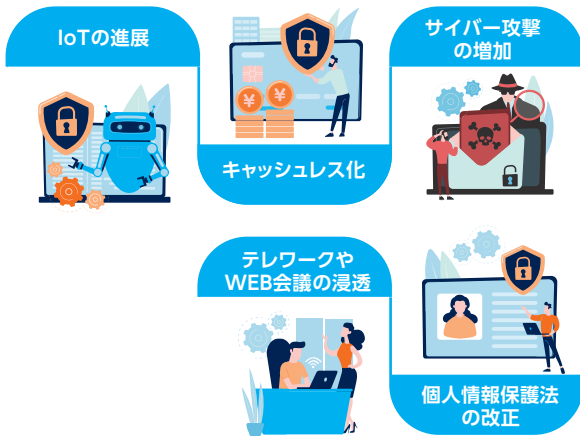 IoTの進展
キャッシュレス化
サイバー攻撃
の増加
テレワークや
WEB会議の浸透
個人情報保護法
の改正
¥
¥